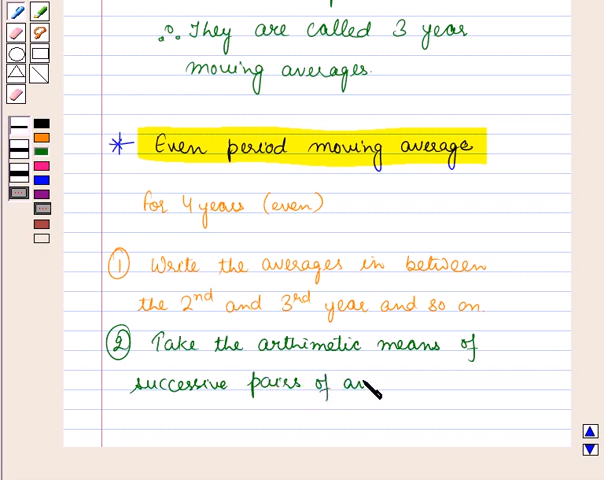 ∴ They are called 3 year
moving averages.
* Even period moving average
for 4 years (even)
① Write the averages in between
the 2nd and 3rd year and so on.
② Take the arthimetic means of
successive pairs of